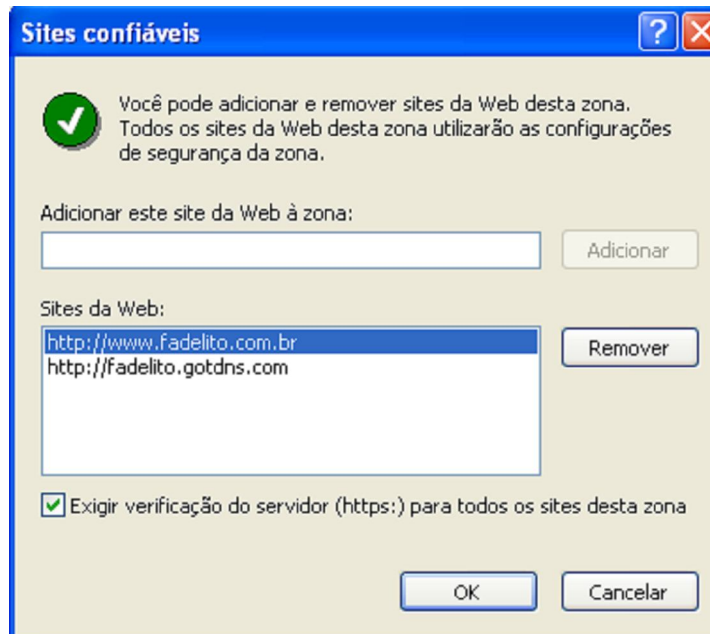 Sites confiáveis
Você pode adicionar e remover sites da Web desta zona.
Todos os sites da Web desta zona utilizarão as configurações
de segurança da zona.
Adicionar este site da Web à zona:
Adicionar
Sites da Web:
http://www.fadelito.com.br
http://fadelito.gotdns.com
Remover
Exigir verificação do servidor (https:) para todos os sites desta zona
OK
Cancelar